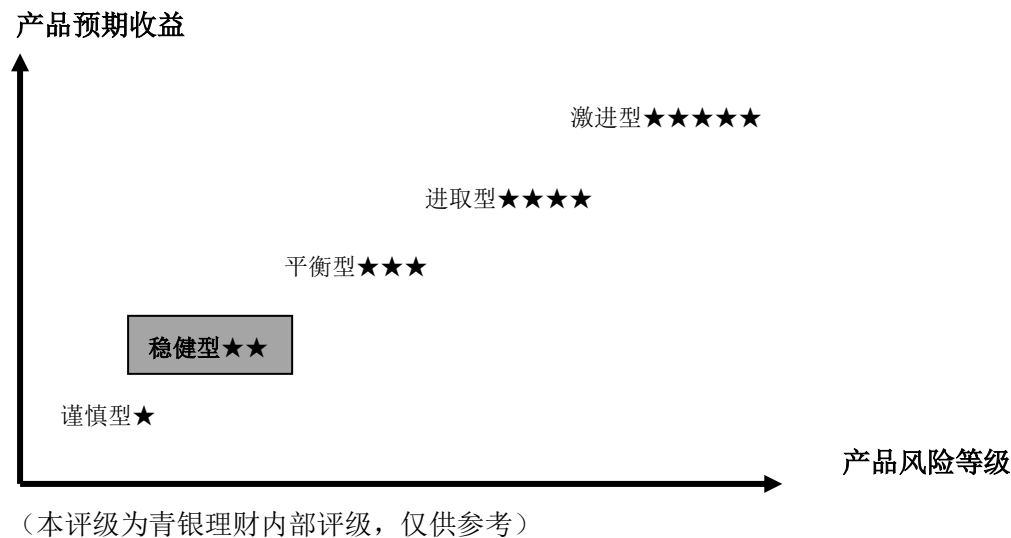 产品预期收益
激进型★★★★★
进取型★★★★
平衡型★★★
稳健型★★
谨慎型★
产品风险等级
（本评级为青银理财内部评级，仅供参考）